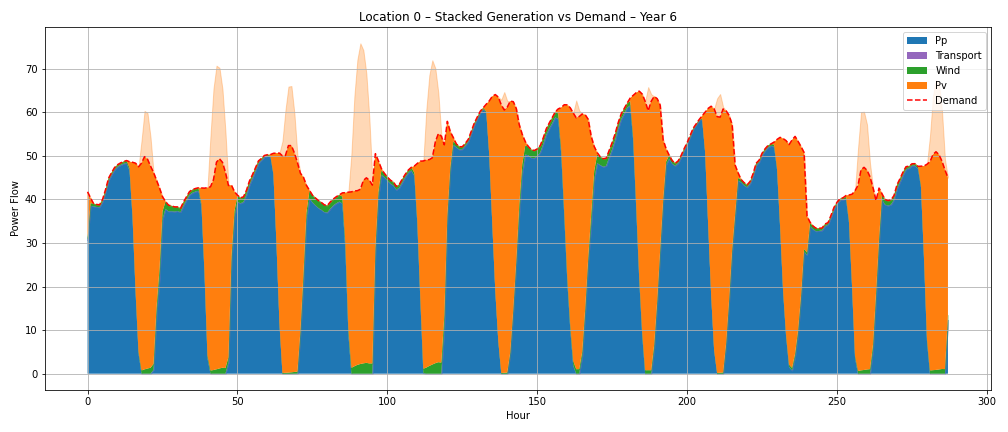 Location 0 – Stacked Generation vs Demand – Year 6
Pp
Transport
Wind
Pv
Demand
Power Flow
70
60
50
40
30
20
10
0
0 50 100 150 200 250 300
Hour